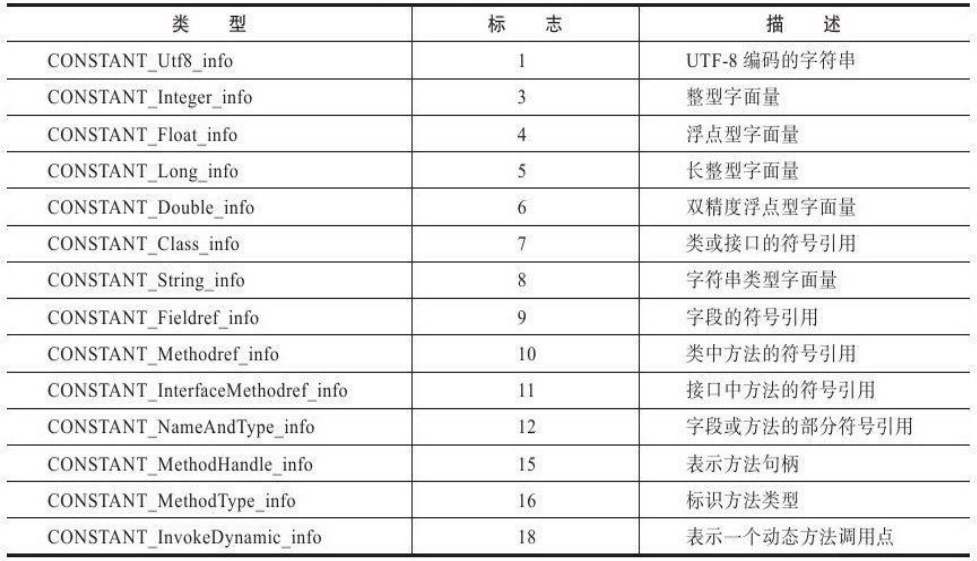 类 型 标 志 描 述
CONSTANT_Utf8_info 1 UTF-8 编码的字符串
CONSTANT_Integer_info 3 整型字面量
CONSTANT_Float_info 4 浮点型字面量
CONSTANT_Long_info 5 长整型字面量
CONSTANT_Double_info 6 双精度浮点型字面量
CONSTANT_Class_info 7 类或接口的符号引用
CONSTANT_String_info 8 字符串类型字面量
CONSTANT_Fieldref_info 9 字段的符号引用
CONSTANT_Methodref_info 10 类中方法的符号引用
CONSTANT_InterfaceMethodref_info 11 接口中方法的符号引用
CONSTANT_NameAndType_info 12 字段或方法的部分符号引用
CONSTANT_MethodHandle_info 15 表示方法句柄
CONSTANT_MethodType_info 16 标识方法类型
CONSTANT_InvokeDynamic_info 18 表示一个动态方法调用点